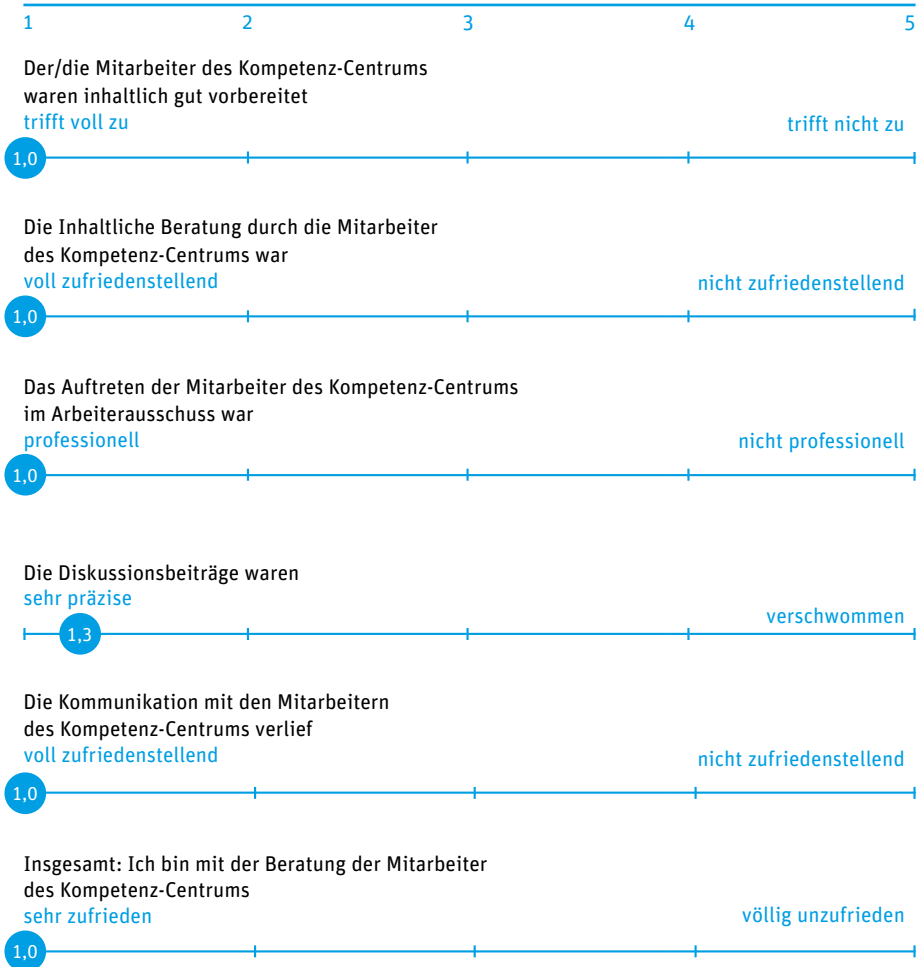 1 2 3 4 5
Der/die Mitarbeiter des Kompetenz-Centrums
waren inhaltlich gut vorbereitet
trifft voll zu trifft nicht zu
1,0
Die Inhaltliche Beratung durch die Mitarbeiter
des Kompetenz-Centrums war
voll zufriedenstellend nicht zufriedenstellend
1,0
Das Auftreten der Mitarbeiter des Kompetenz-Centrums
im Arbeiterausschuss war
professionell nicht professionell
1,0
Die Diskussionsbeiträge waren
sehr präzise verschwommen
1,3
Die Kommunikation mit den Mitarbeitern
des Kompetenz-Centrums verlief
voll zufriedenstellend nicht zufriedenstellend
1,0
Insgesamt: Ich bin mit der Beratung der Mitarbeiter
des Kompetenz-Centrums
sehr zufrieden völlig unzufrieden
1,0